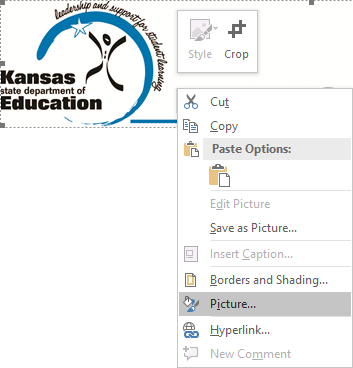 leadership and support for student learning
Kansas
state department of
Education
Style
Crop
Cut
Copy
Paste Options:
Edit Picture
Save as Picture...
Insert Caption...
Borders and Shading...
Picture...
Hyperlink...
New Comment